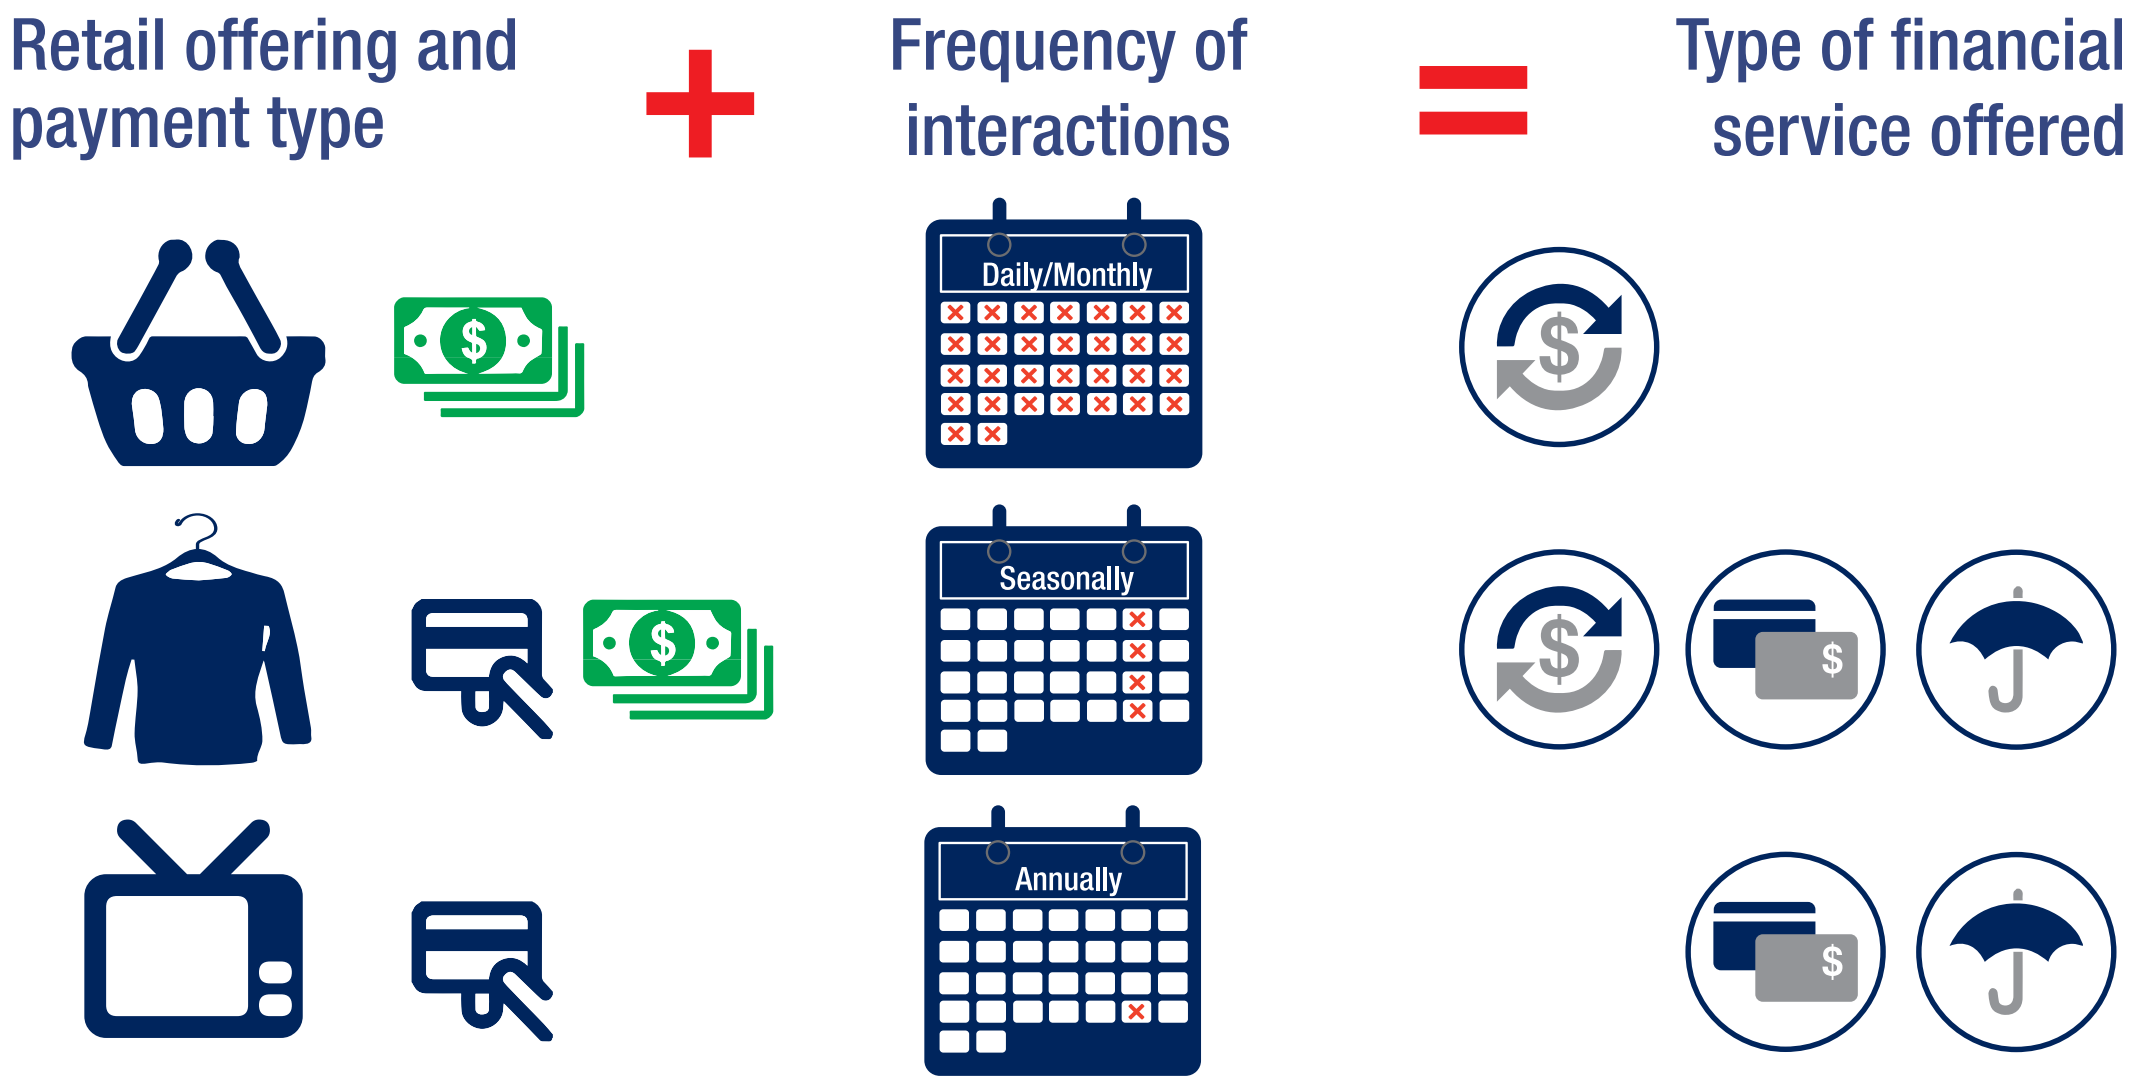 Retail offering and
payment type
+
Frequency of
interactions
=
Type of financial
service offered
$
Daily/Monthly
$
$
Seasonally
$
$
Annually
$